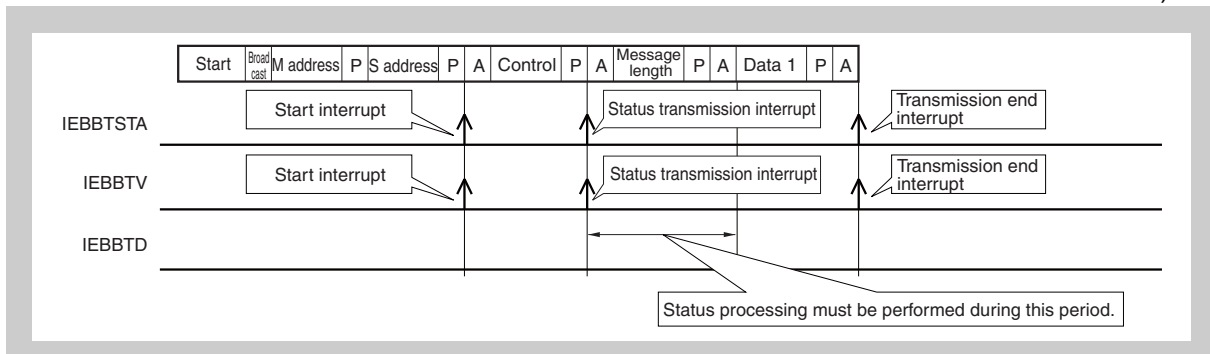 Start Broad cast M address P S address P A Control P A Message length P A Data 1 P A
IEBBTSTA Start interrupt Status transmission interrupt Transmission end interrupt
IEBBTV Start interrupt Status transmission interrupt Transmission end interrupt
IEBBTD
Status processing must be performed during this period.